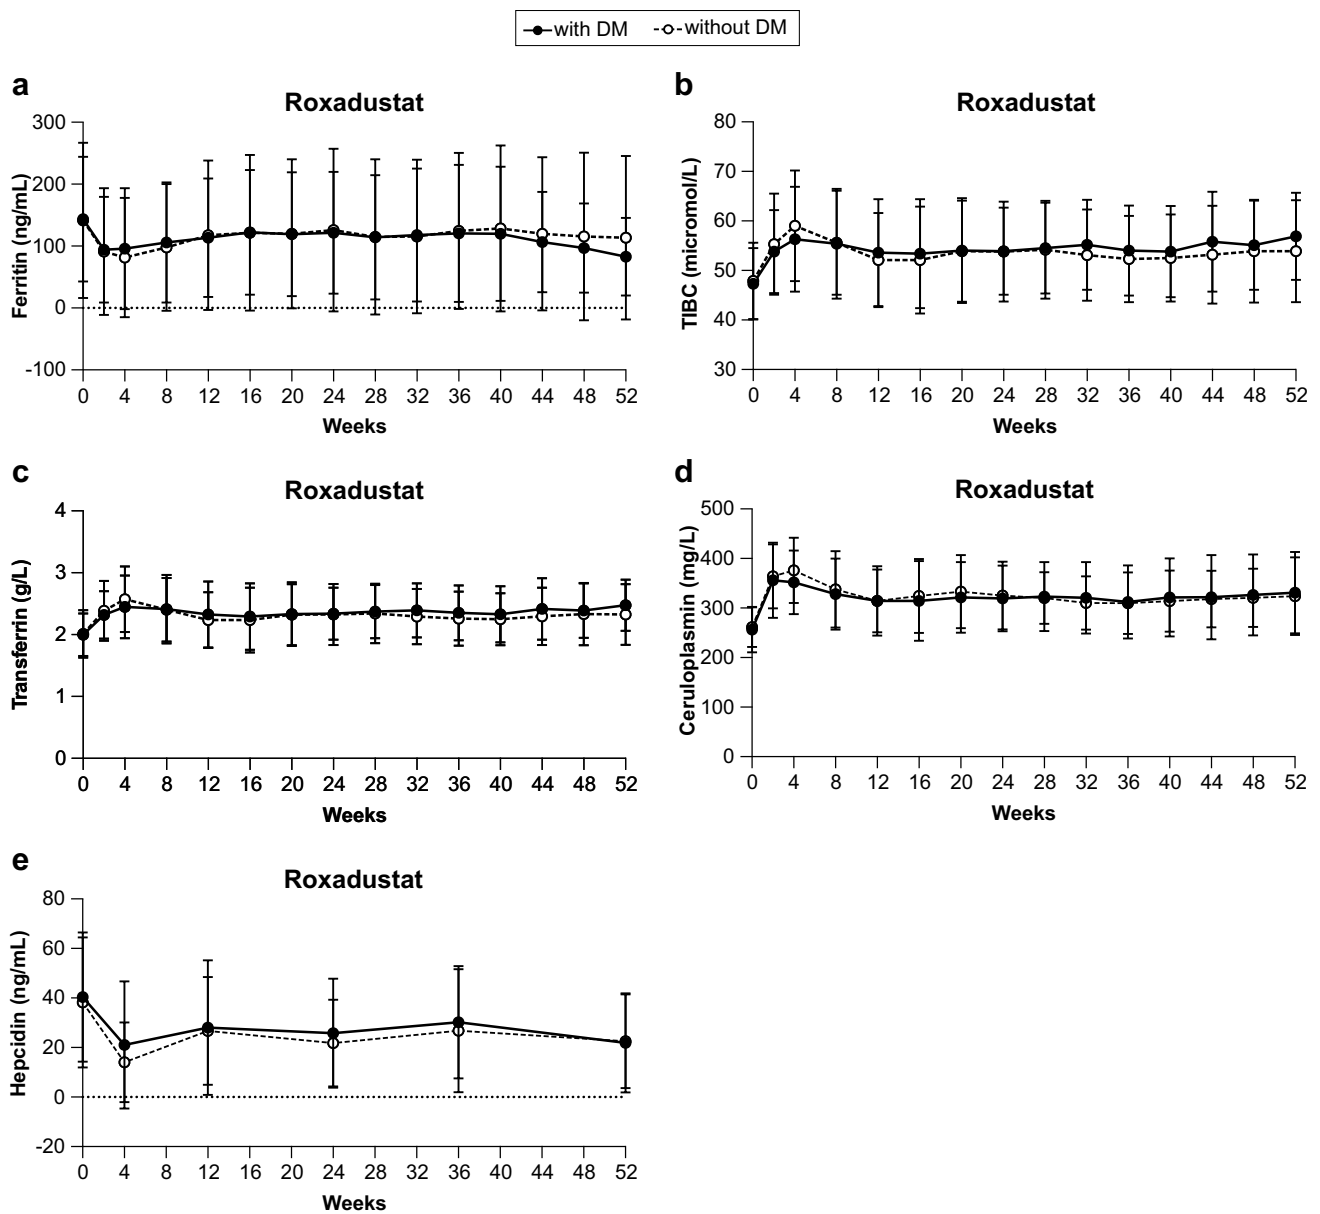 with DM without DM
a
Roxadustat
Ferritin (ng/mL)
300
200
100
0
-100
0 4 8 12 16 20 24 28 32 36 40 44 48 52
Weeks
b
Roxadustat
TIBC (micromol/L)
80
70
60
50
40
30
0 4 8 12 16 20 24 28 32 36 40 44 48 52
Weeks
c
Roxadustat
Transferrin (g/L)
4
3
2
1
0
0 4 8 12 16 20 24 28 32 36 40 44 48 52
Weeks
d
Roxadustat
Ceruloplasmin (mg/L)
500
400
300
200
100
0
0 4 8 12 16 20 24 28 32 36 40 44 48 52
Weeks
e
Roxadustat
Hepcidin (ng/mL)
80
60
40
20
0
-20
0 4 8 12 16 20 24 28 32 36 40 44 48 52
Weeks